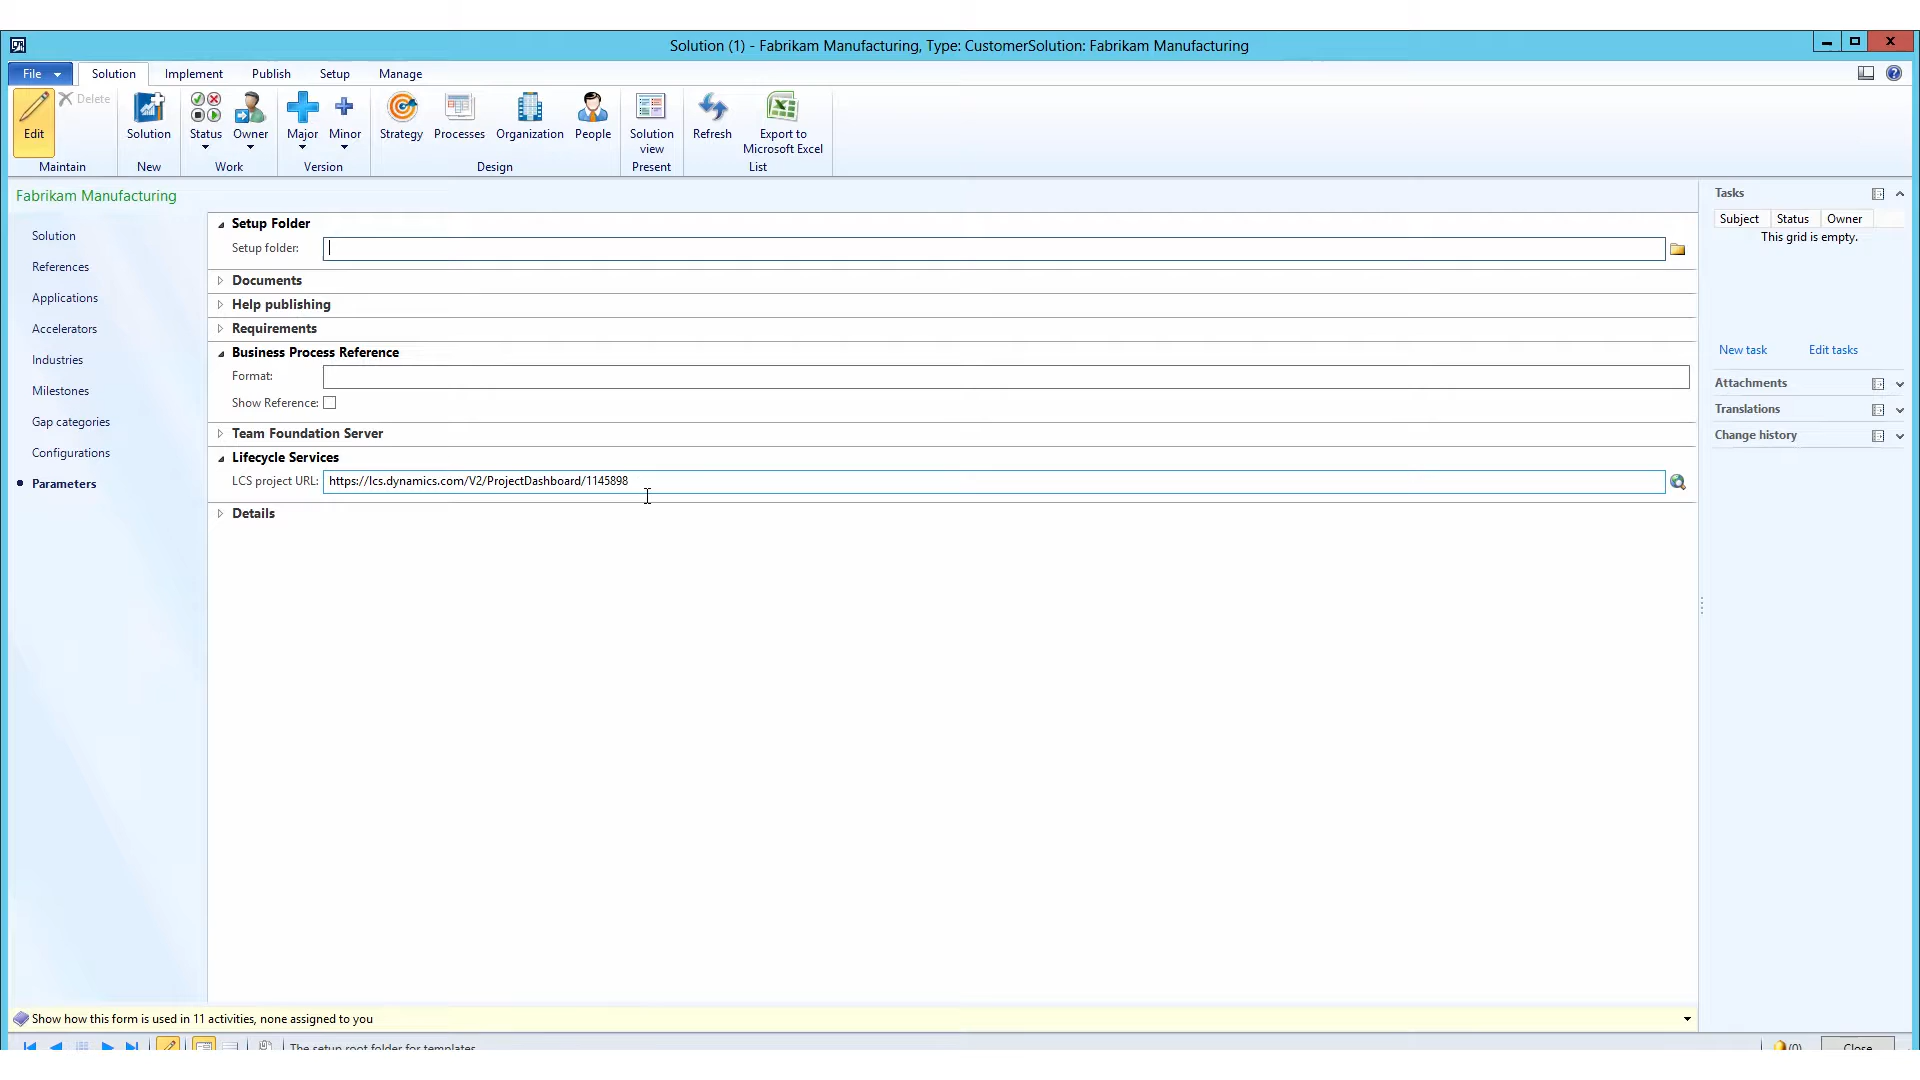 Solution (1) - Fabrikam Manufacturing, Type: CustomerSolution: Fabrikam Manufacturing
File Solution Implement Publish Setup Manage
Edit Delete Solution Status Owner Major Minor Strategy Processes Organization People Solution view Refresh Export to Microsoft Excel
Maintain New Work Version Design Present List
Fabrikam Manufacturing
Solution
References
Applications
Accelerators
Industries
Milestones
Gap categories
Configurations
Parameters
Setup Folder
Setup folder:
Documents
Help publishing
Requirements
Business Process Reference
Format:
Show Reference:
Team Foundation Server
Lifecycle Services
LCS project URL: https://lcs.dynamics.com/V2/ProjectDashboard/1145898
Details
Tasks
Subject Status Owner
This grid is empty.
New task Edit tasks
Attachments
Translations
Change history
Show how this form is used in 11 activities, none assigned to you
The setup root folder for templates
(0) Close